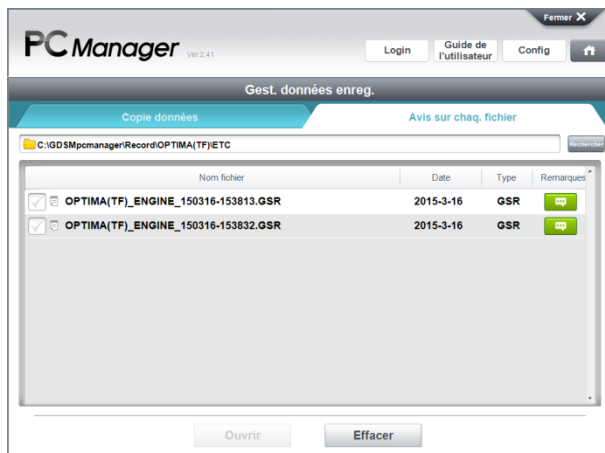 Fermer X
PC Manager Ver 2.41
Login
Guide de
l'utilisateur
Config
Gest. données enreg.
Copie données
Avis sur chaq. fichier
C:\GDSMpcmanager\Record\OPTIMA(TF)\ETC
Rechercher
Nom fichier Date Type Remarques
OPTIMA(TF)_ENGINE_150316-153813.GSR 2015-3-16 GSR
OPTIMA(TF)_ENGINE_150316-153832.GSR 2015-3-16 GSR
Ouvrir
Effacer